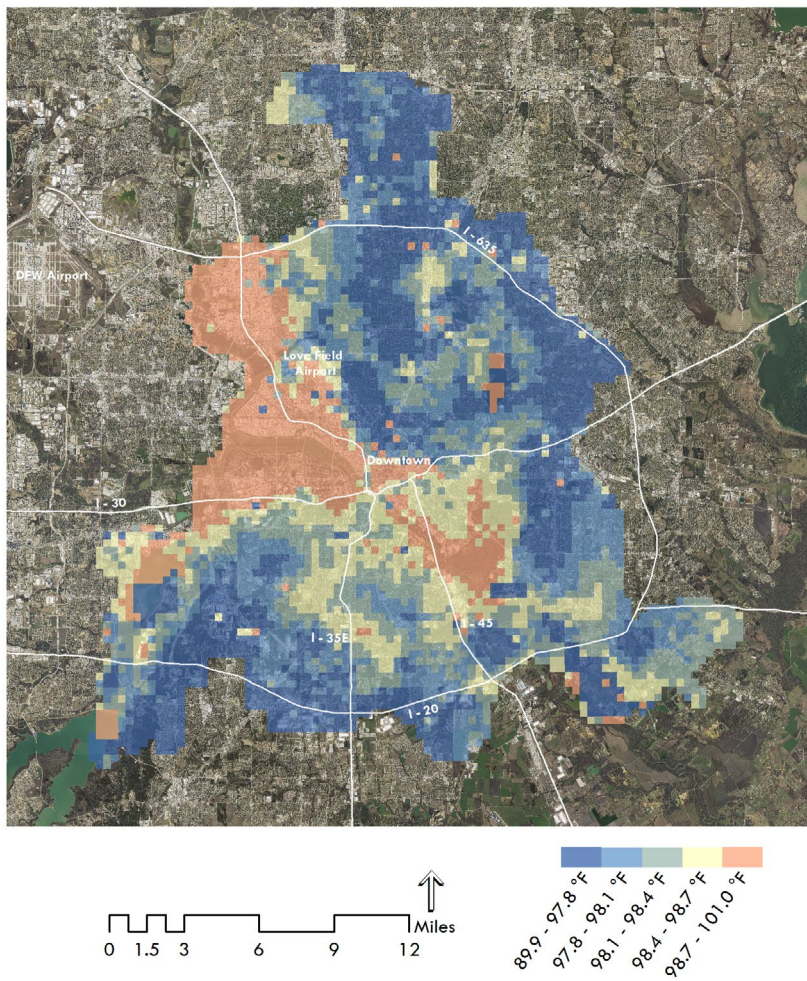 I - 635
DFW Airport
Love Field
Airport
Downtown
I - 30
I - 35E
I - 45
I - 20
Miles
0 1.5 3 6 9 12
89.9 - 97.8 °F
97.8 - 98.1 °F
98.1 - 98.4 °F
98.4 - 98.7 °F
98.7 - 101.0 °F